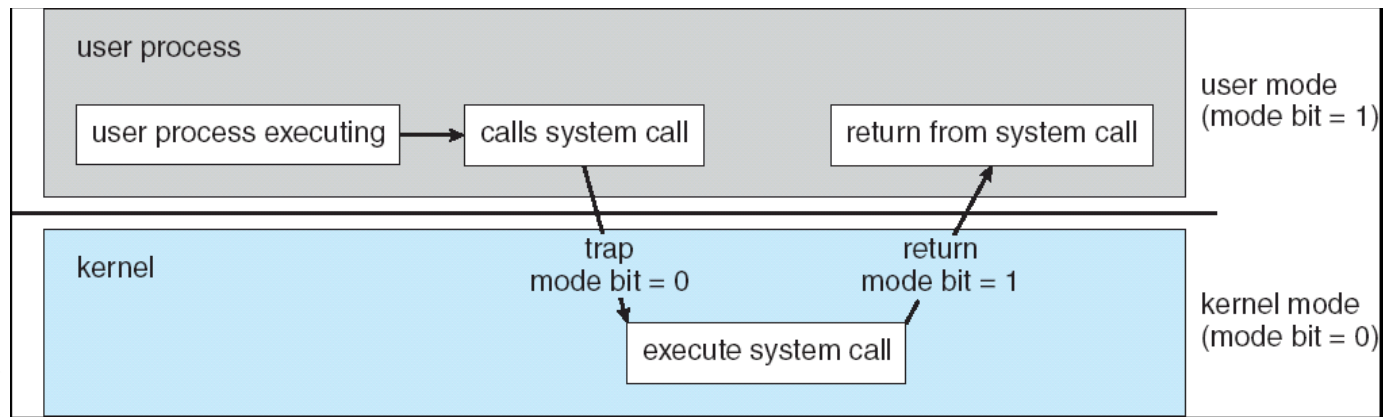 user process
user process executing
calls system call
return from system call
user mode
(mode bit = 1)
kernel
trap
mode bit = 0
return
mode bit = 1
execute system call
kernel mode
(mode bit = 0)